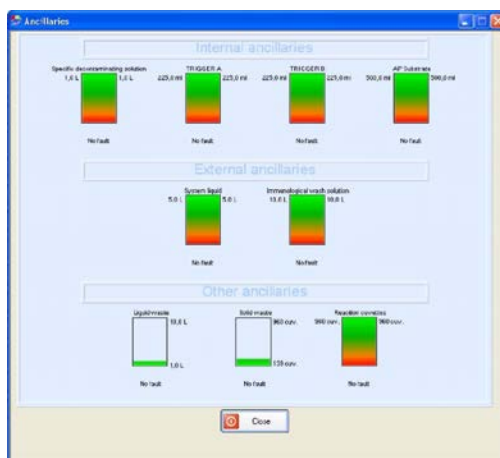 Ancillaries
Internal ancillaries
Specific decontaminating solution
1,0 L 1,0 L
No fault
TRIGGER A
225,0 ml 225,0 ml
No fault
TRIGGER B
225,0 ml 225,0 ml
No fault
AP Substrate
500,0 ml 500,0 ml
No fault
External ancillaries
System liquid
5.0 L 5.0 L
No fault
Immunological wash solution
10,0 L 10,0 L
No fault
Other ancillaries
Liquid waste
10,0 L
1,0 L
No fault
Solid waste
960 cuv.
cuv.
No fault
Reaction cuvettes
960 cuv. 960 cuv.
No fault
Close